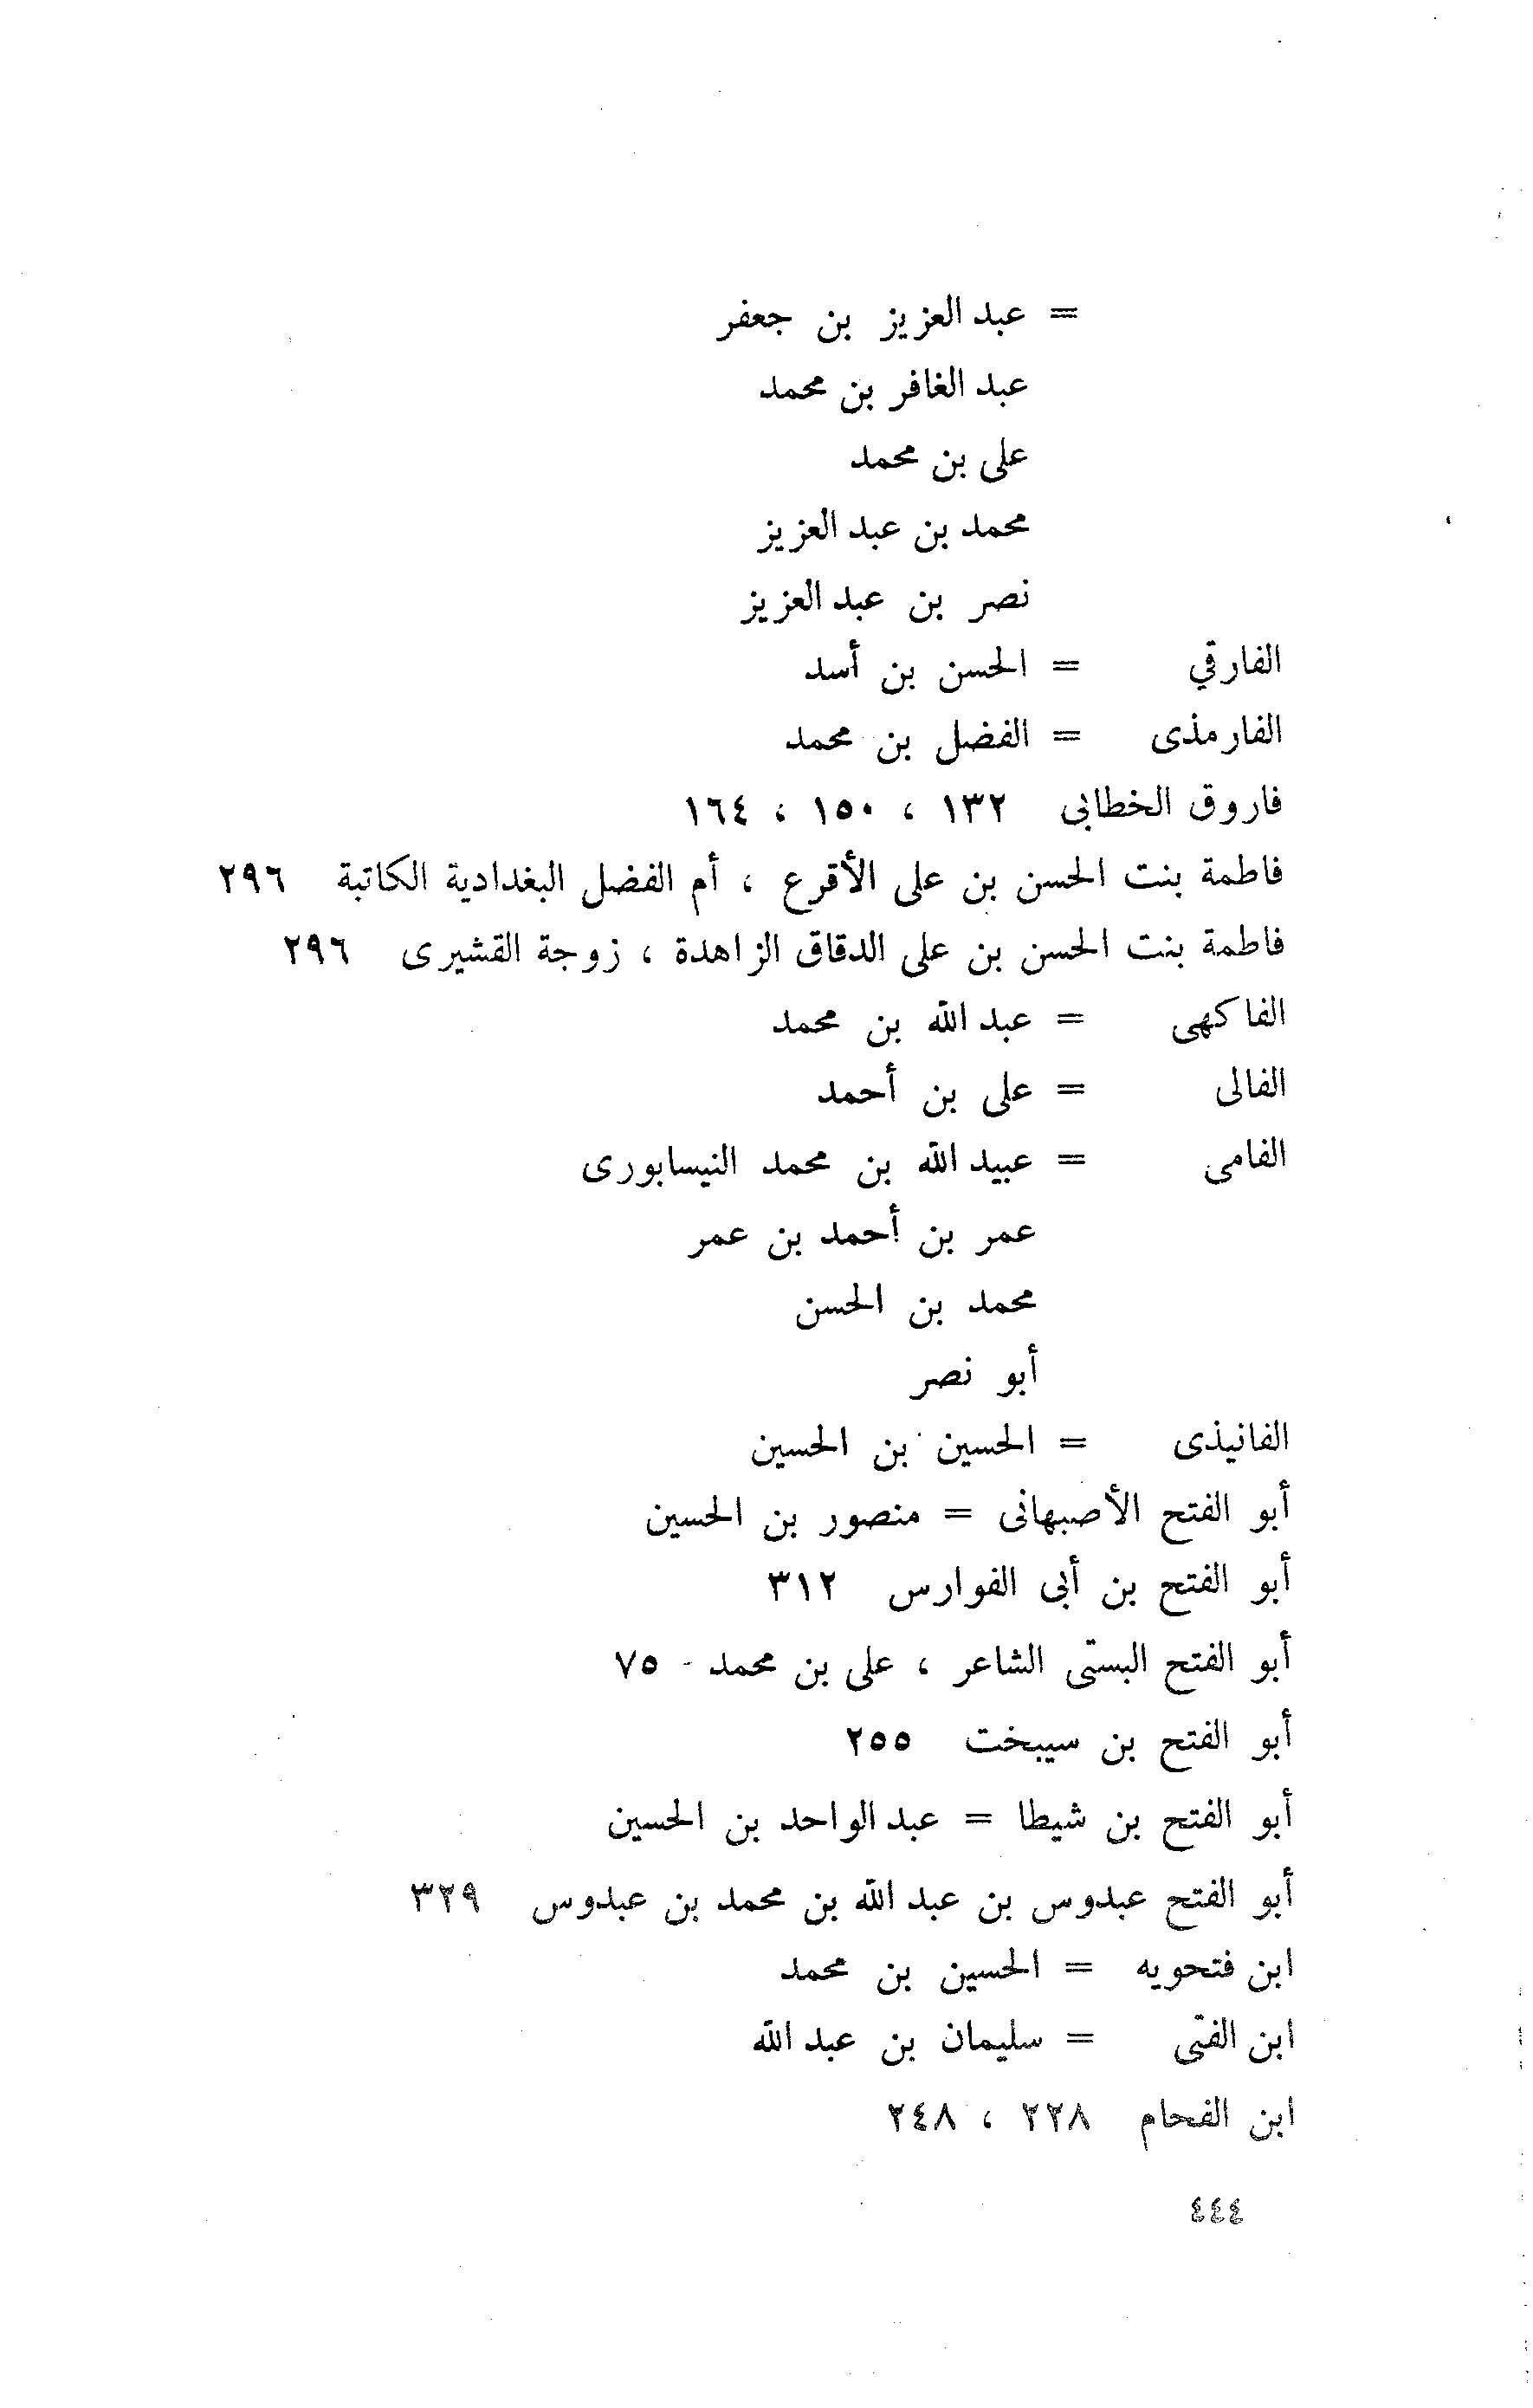 = عبد العزيز بن جعفر
عبد الغافر بن محمد
على بن محمد
محمد بن عبد العزيز
نصر بن عبد العزيز
الفارقي = الحسن بن أسد
الفارمذى = الفضل بن محمد
فاروق الخطابى ١٣٢ ، ١٥٠ ، ١٦٤
فاطمة بنت الحسن بن على الأقرع ، أم الفضل البغدادية الكاتبة ٢٩٦
فاطمة بنت الحسن بن على الدقاق الزاهدة ، زوجة القشيرى ٢٩٦
الفاكهى = عبد الله بن محمد
الفالى = على بن أحمد
الفامى = عبيد الله بن محمد النيسابورى
عمر بن أحمد بن عمر
محمد بن الحسن
أبو نصر
الفانيذى = الحسين بن الحسين
أبو الفتح الأصبهانى = منصور بن الحسين
أبو الفتح بن أبى الفوارس ٣١٢
أبو الفتح البستى الشاعر ، على بن محمد - ٧٥
أبو الفتح بن سيبخت ٢٥٥
أبو الفتح بن شيطا = عبد الواحد بن الحسين
أبو الفتح عبدوس بن عبد الله بن محمد بن عبدوس ٣٢٩
ابن فتحويه = الحسين بن محمد
ابن الفتى = سليمان بن عبد الله
ابن الفحام ٢٢٨ ، ٢٤٨
٤٤٤